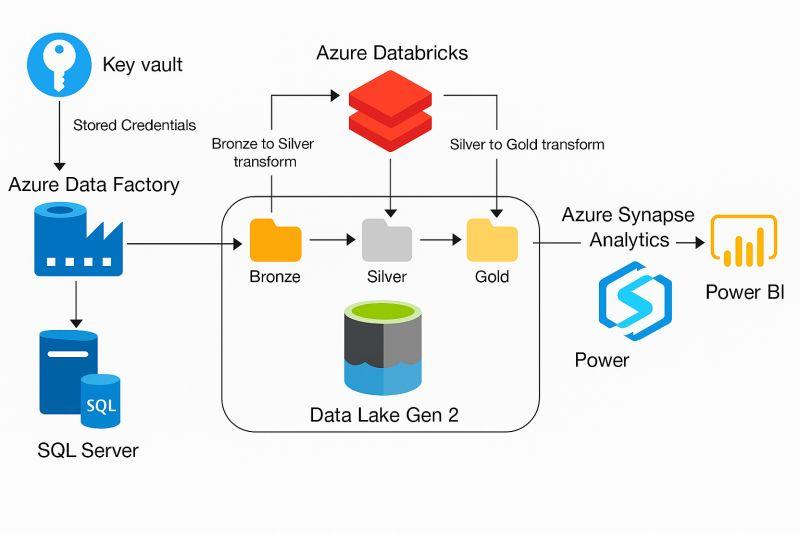 Key vault
Azure Databricks
Stored Credentials
Bronze to Silver
transform
Silver to Gold transform
Azure Data Factory
Azure Synapse
Analytics
Bronze
Silver
Gold
Power BI
Power
SQL
Data Lake Gen 2
SQL Server